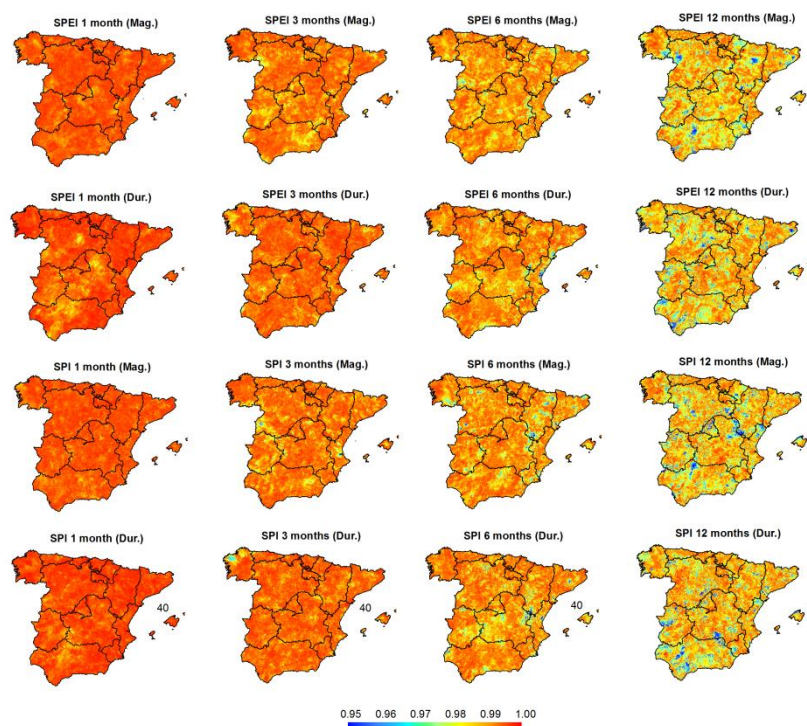 SPEI 1 month (Mag.) SPEI 3 months (Mag.) SPEI 6 months (Mag.) SPEI 12 months (Mag.)
SPEI 1 month (Dur.) SPEI 3 months (Dur.) SPEI 6 months (Dur.) SPEI 12 months (Dur.)
SPI 1 month (Mag.) SPI 3 months (Mag.) SPI 6 months (Mag.) SPI 12 months (Mag.)
SPI 1 month (Dur.) SPI 3 months (Dur.) SPI 6 months (Dur.) SPI 12 months (Dur.)
40 40 40
0.95 0.96 0.97 0.98 0.99 1.00